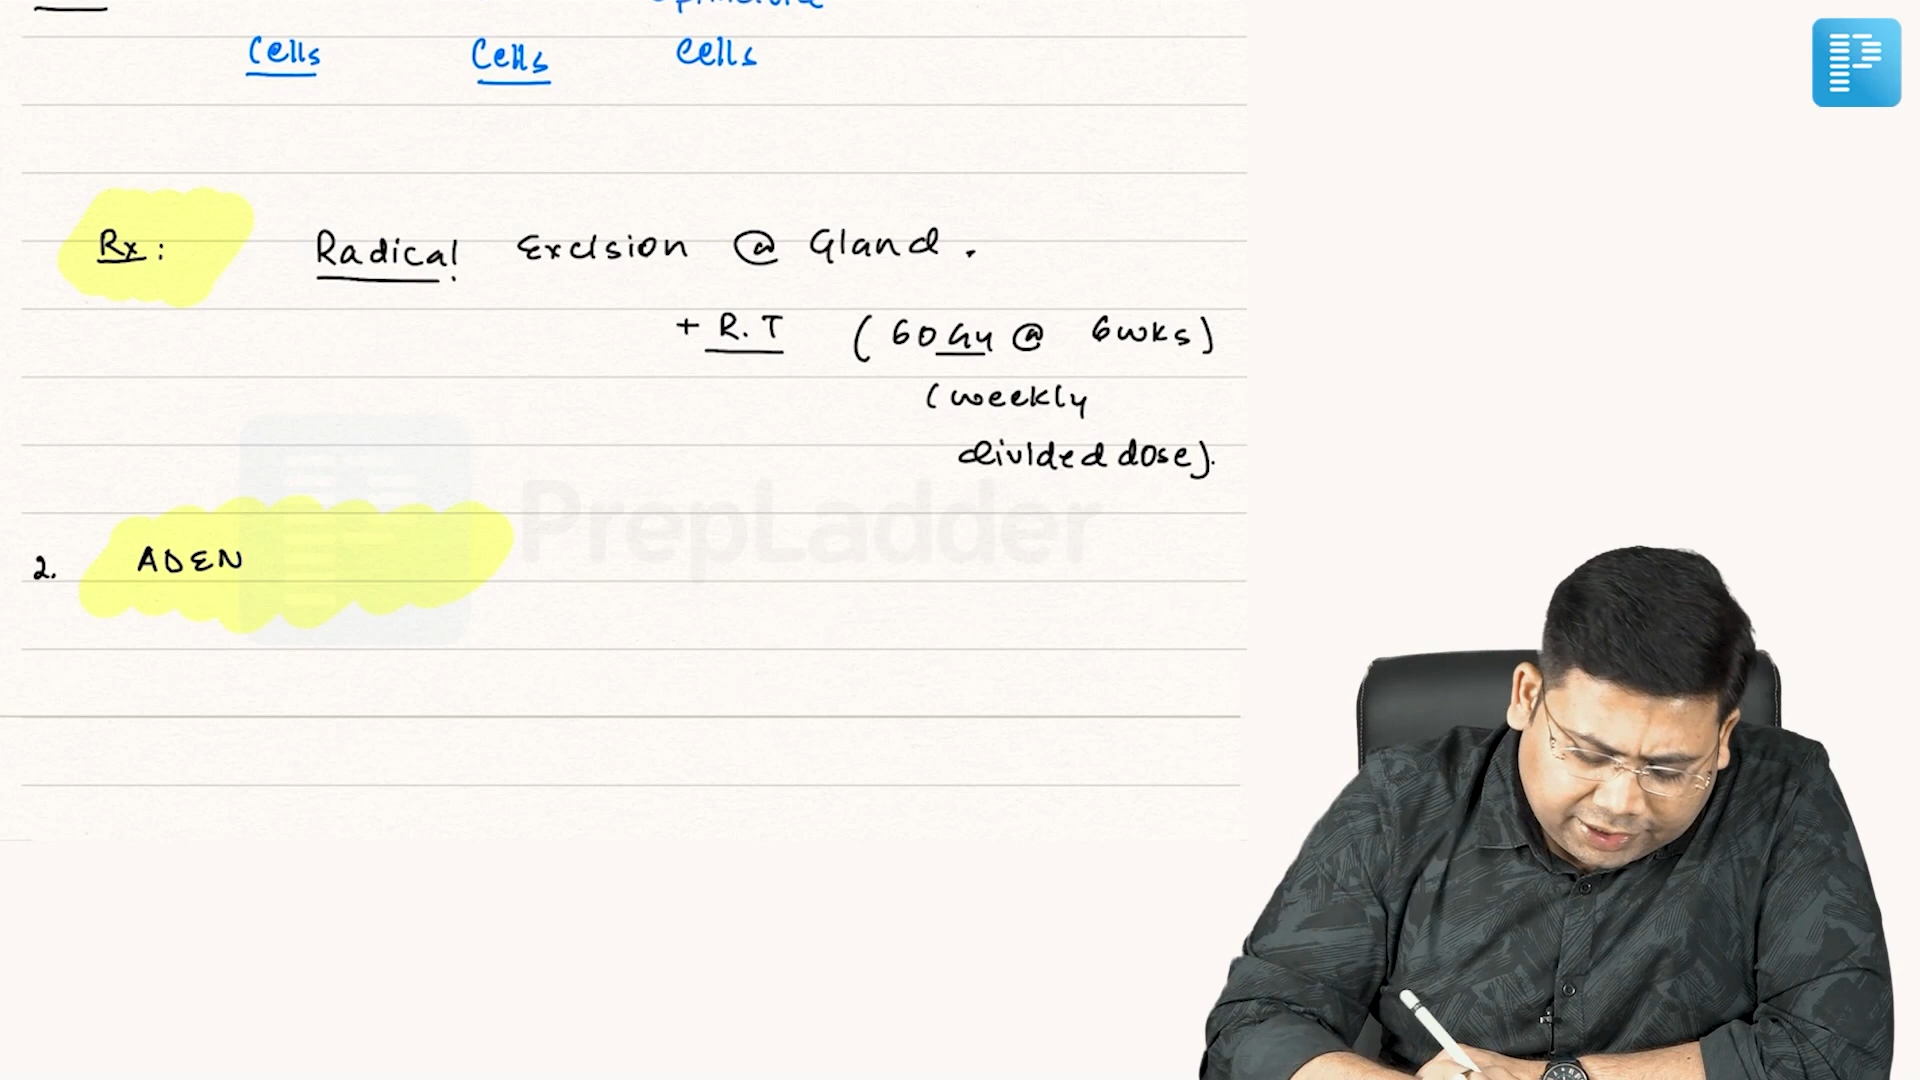 Cells Cells Cells
Rx: Radical Excision @ Gland.
+ R.T (60 Gy @ 6wks)
(weekly
divided dose).
PrepLadder
2. ADEN